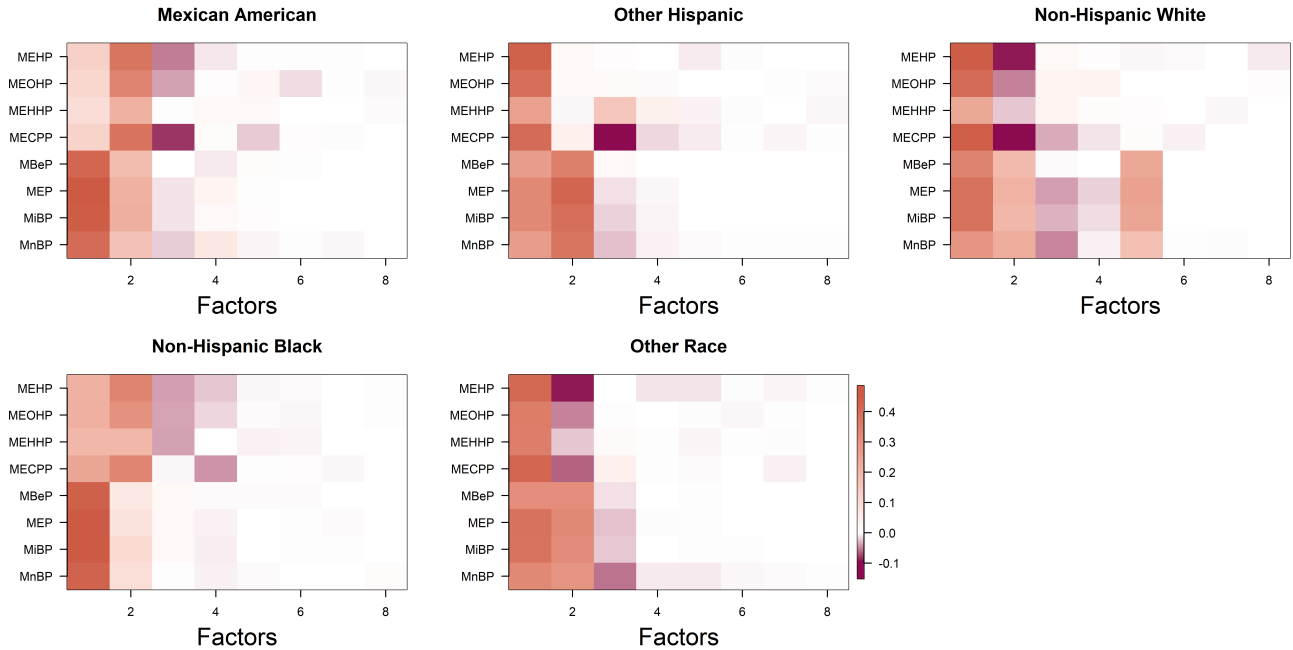 Mexican American
MEHP
MEOHP
MEHHP
MECPP
MBeP
MEP
MiBP
MnBP
2 4 6 8
Factors
Other Hispanic
MEHP
MEOHP
MEHHP
MECPP
MBeP
MEP
MiBP
MnBP
2 4 6 8
Factors
Non-Hispanic White
MEHP
MEOHP
MEHHP
MECPP
MBeP
MEP
MiBP
MnBP
2 4 6 8
Factors
Non-Hispanic Black
MEHP
MEOHP
MEHHP
MECPP
MBeP
MEP
MiBP
MnBP
2 4 6 8
Factors
Other Race
MEHP
MEOHP
MEHHP
MECPP
MBeP
MEP
MiBP
MnBP
2 4 6 8
Factors
0.4
0.3
0.2
0.1
0.0
-0.1